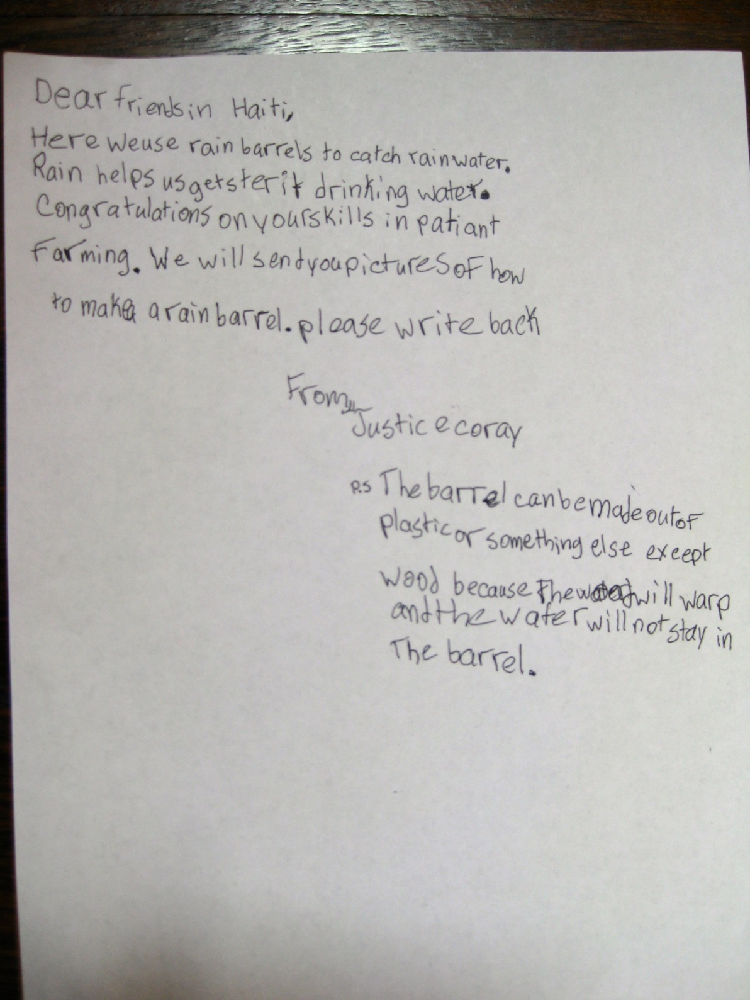 Dear friends in Haiti,
Here we use rain barrels to catch rain water.
Rain helps us get sterit drinking water.
Congratulations on your skills in patiant
Farming. We will send you pictures of how
to make a rain barrel. please write back
From,
Justice coray
P.S The barrel can be made out of
plastic or something else except
wood because The wood will warp
and the water will not stay in
The barrel.